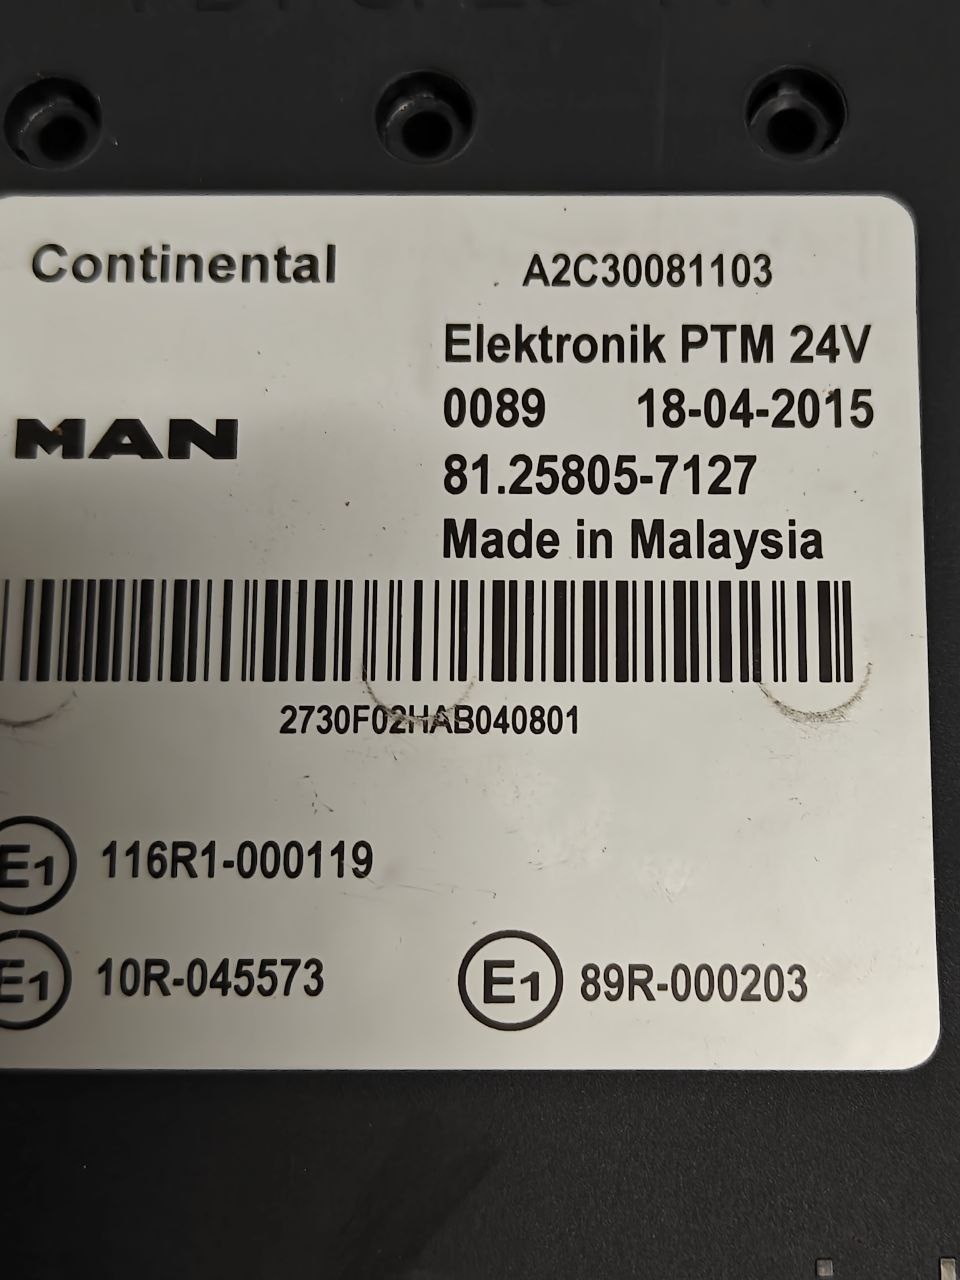 Continental A2C30081103
Elektronik PTM 24V
0089 18-04-2015
MAN
81.25805-7127
Made in Malaysia
2730F02HAB040801
E1 116R1-000119
E1 10R-045573 E1 89R-000203